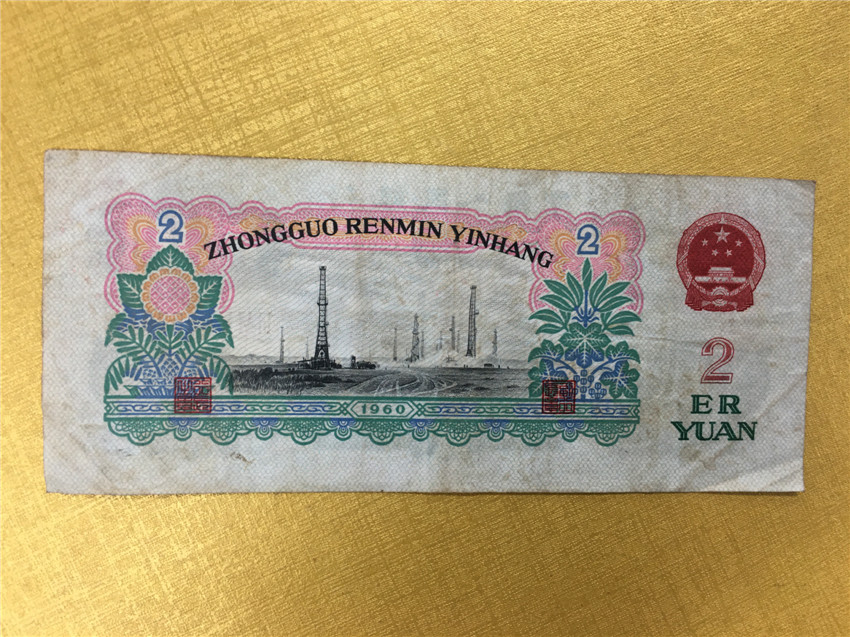 2
2
ZHONGGUO RENMIN YINHANG
2
ER
YUAN
1960